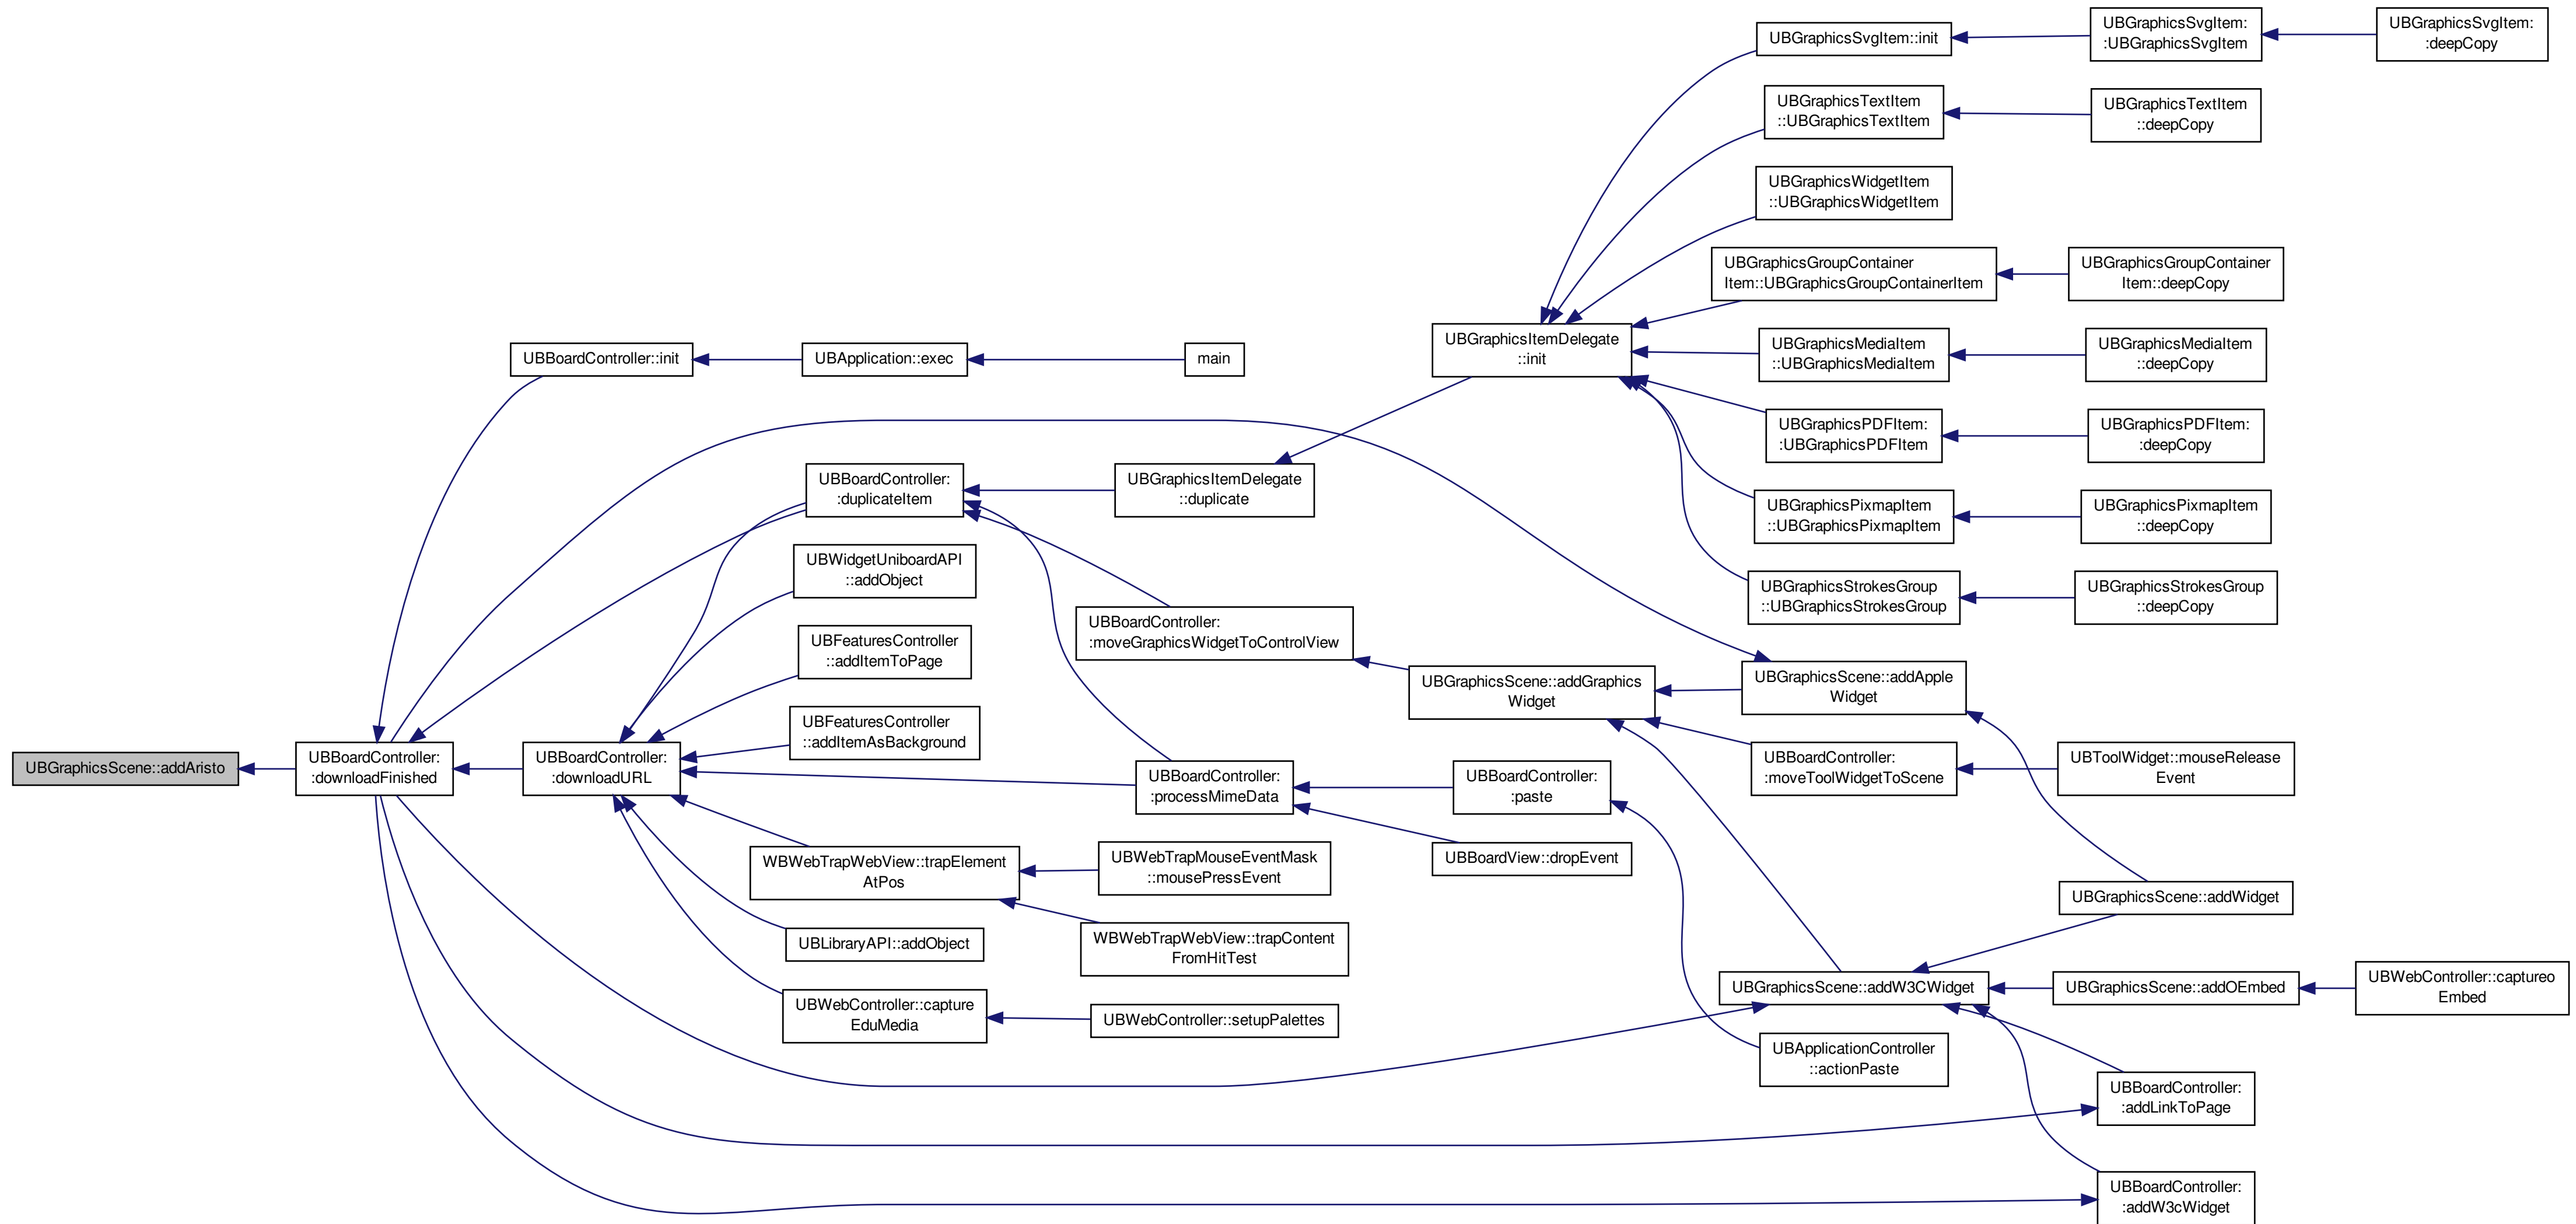 UBGraphicsScene::addAristo
UBBoardController:
:downloadFinished
UBBoardController::init
UBApplication::exec
main
UBBoardController:
:downloadURL
UBBoardController:
:duplicateItem
UBGraphicsItemDelegate
::duplicate
UBGraphicsItemDelegate
::init
UBGraphicsSvgItem::init
UBGraphicsSvgItem:
:UBGraphicsSvgItem
UBGraphicsSvgItem:
:deepCopy
UBGraphicsTextItem
::UBGraphicsTextItem
UBGraphicsTextItem
::deepCopy
UBGraphicsWidgetItem
::UBGraphicsWidgetItem
UBGraphicsGroupContainer
Item::UBGraphicsGroupContainerItem
UBGraphicsGroupContainer
Item::deepCopy
UBGraphicsMediaItem
::UBGraphicsMediaItem
UBGraphicsMediaItem
::deepCopy
UBGraphicsPDFItem:
:UBGraphicsPDFItem
UBGraphicsPDFItem:
:deepCopy
UBGraphicsPixmapItem
::UBGraphicsPixmapItem
UBGraphicsPixmapItem
::deepCopy
UBGraphicsStrokesGroup
::UBGraphicsStrokesGroup
UBGraphicsStrokesGroup
::deepCopy
UBWidgetUniboardAPI
::addObject
UBFeaturesController
::addItemToPage
UBFeaturesController
::addItemAsBackground
UBBoardController:
:moveGraphicsWidgetToControlView
UBGraphicsScene::addGraphics
Widget
UBGraphicsScene::addApple
Widget
UBBoardController:
:moveToolWidgetToScene
UBToolWidget::mouseRelease
Event
UBBoardController:
:processMimeData
UBBoardController:
:paste
UBBoardView::dropEvent
WBWebTrapWebView::trapElement
AtPos
UBWebTrapMouseEventMask
::mousePressEvent
WBWebTrapWebView::trapContent
FromHitTest
UBLibraryAPI::addObject
UBWebController::capture
EduMedia
UBWebController::setupPalettes
UBGraphicsScene::addWidget
UBGraphicsScene::addW3CWidget
UBGraphicsScene::addOEmbed
UBWebController::captureo
Embed
UBApplicationController
::actionPaste
UBBoardController:
:addLinkToPage
UBBoardController:
:addW3cWidget